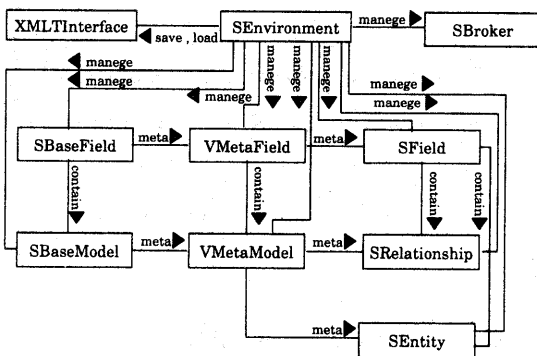 XMLTInterface
SEnvironment
manege
SBroker
save , load
manege
manege
manege
manege
manege
manege
manege
manege
SBaseField
meta
VMetaField
meta
SField
contain
contain
contain
contain
SBaseModel
meta
VMetaModel
meta
SRelationship
meta
SEntity